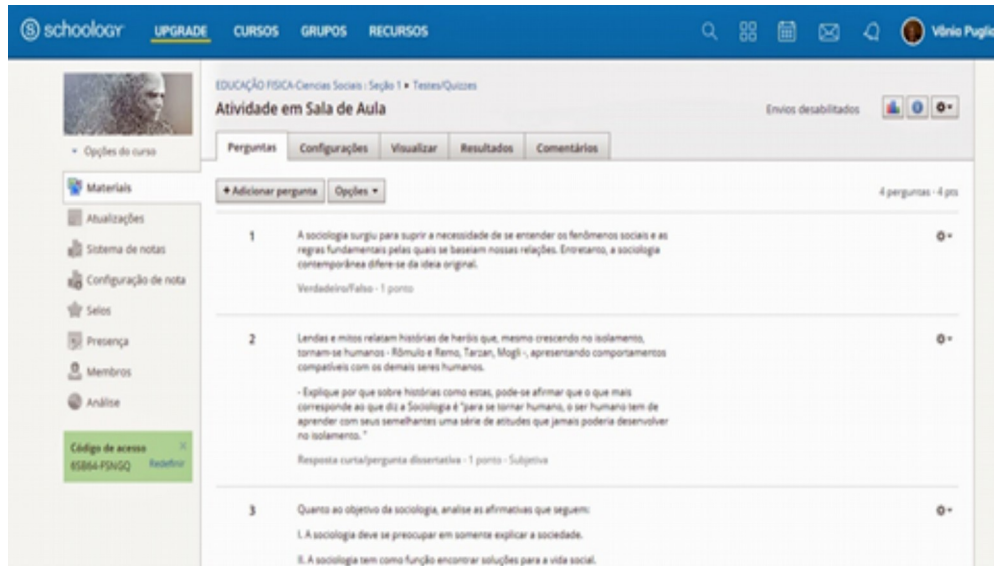 schoology UPGRADE CURSOS GRUPOS RECURSOS Vânia Puglia
EDUCAÇÃO FISICA-Ciencias Sociais : Seção 1 ▸ Testes/Quizzes
Atividade em Sala de Aula
Envios desabilitados
Opções do curso
Perguntas Configurações Visualizar Resultados Comentários
Materiais
Atualizações
Sistema de notas
Configuração de nota
Selos
Presença
Membros
Análise
Código de acesso
Redefinir
+ Adicionar pergunta Opções
4 perguntas - 4 pts
1
A sociologia surgiu para suprir a necessidade de se entender os fenômenos sociais e as
regras fundamentais pelas quais se baseiam nossas relações. Entretanto, a sociologia
contemporânea difere-se da ideia original.
Verdadeiro/Falso - 1 ponto
2
Lendas e mitos relatam histórias de heróis que, mesmo crescendo no isolamento,
tornam-se humanos - Rômulo e Remo, Tarzan, Mogli -, apresentando comportamentos
compatíveis com os demais seres humanos.
- Explique por que sobre histórias como estas, pode-se afirmar que o que mais
corresponde ao que diz a Sociologia é "para se tornar humano, o ser humano tem de
aprender com seus semelhantes uma série de atitudes que jamais poderia desenvolver
no isolamento. "
Resposta curta/pergunta dissertativa - 1 ponto - Subjetiva
3
Quanto ao objetivo da sociologia, analise as afirmativas que seguem:
I. A sociologia deve se preocupar em somente explicar a sociedade.
II. A sociologia tem como função encontrar soluções para a vida social.